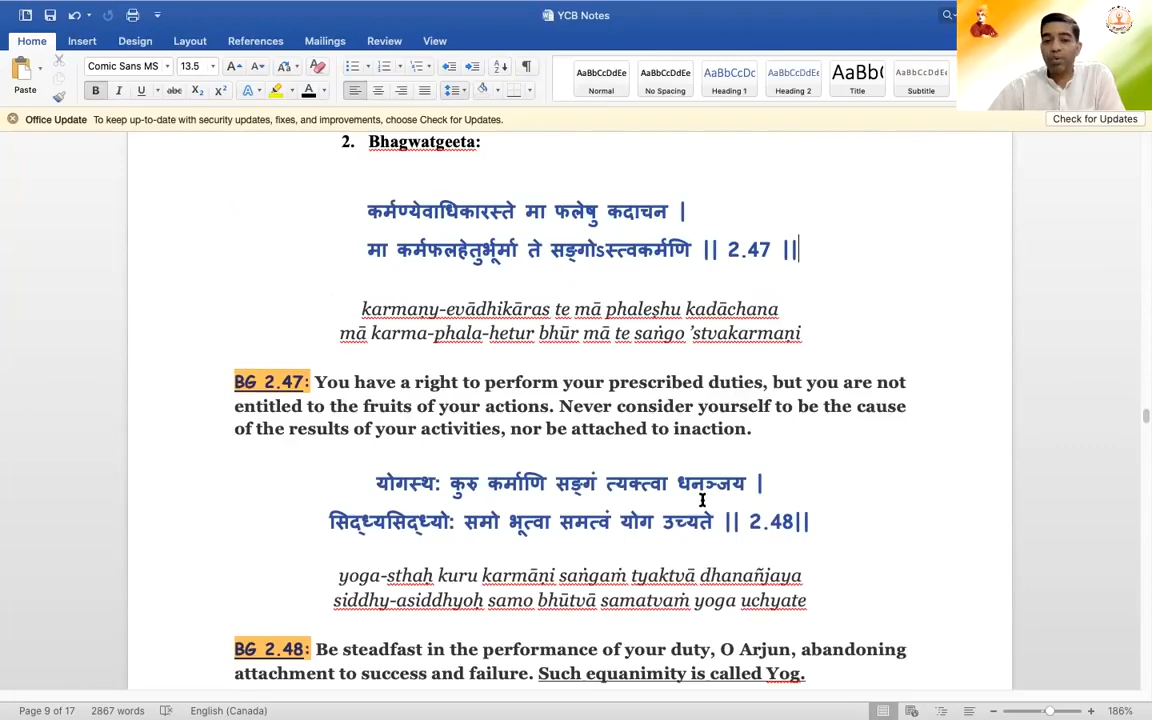 YCB Notes
Home Insert Design Layout References Mailings Review View
Paste Comic Sans MS 13.5
AaBbCcDdEe AaBbCcDdEe AaBbCcDc AaBbCcDdEe AaBb( AaBbCcDdEe
Normal No Spacing Heading 1 Heading 2 Title Subtitle
Office Update To keep up-to-date with security updates, fixes, and improvements, choose Check for Updates. Check for Updates
2. Bhagwatgeeta:
कर्मण्येवाधिकारस्ते मा फलेषु कदाचन |
मा कर्मफलहेतुर्भूर्मा ते सङ्गोऽस्त्वकर्मणि || 2.47 ||
karmaṇy-evādhikāras te mā phaleṣhu kadāchana
mā karma-phala-hetur bhūr mā te saṅgo ’stvakarmaṇi
BG 2.47: You have a right to perform your prescribed duties, but you are not
entitled to the fruits of your actions. Never consider yourself to be the cause
of the results of your activities, nor be attached to inaction.
योगस्थ: कुरु कर्माणि सङ्गं त्यक्त्वा धनञ्जय |
सिद्ध्यसिद्ध्यो: समो भूत्वा समत्वं योग उच्यते || 2.48||
yoga-sthaḥ kuru karmāṇi saṅgaṁ tyaktvā dhanañjaya
siddhy-asiddhyoḥ samo bhūtvā samatvaṁ yoga uchyate
BG 2.48: Be steadfast in the performance of your duty, O Arjun, abandoning
attachment to success and failure. Such equanimity is called Yog.
Page 9 of 17 2867 words English (Canada) 186%